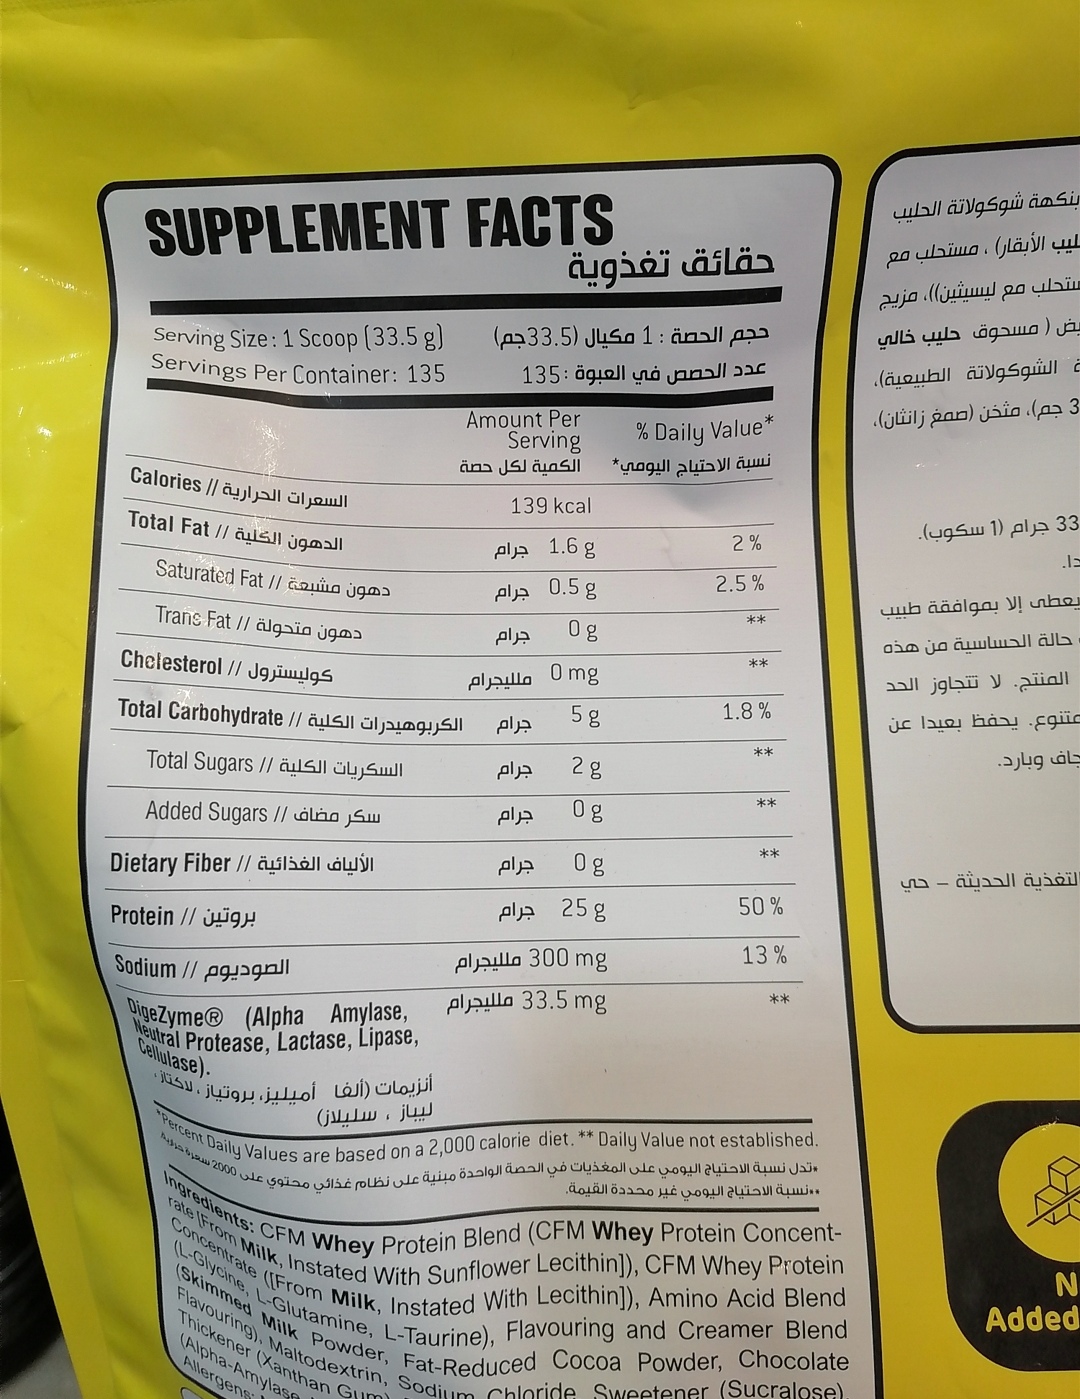 SUPPLEMENT FACTS
حقائق تغذوية
Serving Size: 1 Scoop (33.5 g) حجم الحصة : 1 مكيال (33.5جم)
Servings Per Container: 135 عدد الحصص في العبوة: 135
Amount Per Serving % Daily Value*
الكمية لكل حصة نسبة الاحتياج اليومي*
Calories // السعرات الحرارية 139 kcal
Total Fat // الدهون الكلية جرام 1.6 g 2 %
Saturated Fat // دهون مشبعة جرام 0.5 g 2.5 %
Trans Fat // دهون متحولة جرام 0 g **
Cholesterol // كوليسترول ملليجرام 0 mg **
Total Carbohydrate // الكربوهيدرات الكلية جرام 5 g 1.8 %
Total Sugars // السكريات الكلية جرام 2 g **
Added Sugars // سكر مضاف جرام 0 g **
Dietary Fiber // الألياف الغذائية جرام 0 g **
Protein // بروتين جرام 25 g 50 %
Sodium // الصوديوم ملليجرام 300 mg 13 %
DigeZyme® (Alpha Amylase, ملليجرام 33.5 mg **
Neutral Protease, Lactase, Lipase,
Cellulase).
أنزيمات (ألفا أميليز، بروتياز ، لاكتاز ،
ليباز ، سليلاز)
*Percent Daily Values are based on a 2,000 calorie diet. ** Daily Value not established.
*تدل نسبة الاحتياج اليومي على المغذيات في الحصة الواحدة مبنية على نظام غذائي محتوي على 2000 سعرة
**نسبة الاحتياج اليومي غير محددة القيمة.
Ingredients: CFM Whey Protein Blend (CFM Whey Protein Concent-
rate [From Milk, Instated With Sunflower Lecithin]), CFM Whey Protein
Concentrate ([From Milk, Instated With Lecithin]), Amino Acid Blend
(L-Glycine, L-Glutamine, L-Taurine), Flavouring and Creamer Blend
(Skimmed Milk Powder, Fat-Reduced Cocoa Powder, Chocolate
Flavouring), Maltodextrin, Sodium Chloride, Sweetener (Sucralose),
Thickener (Xanthan Gum)
(Alpha-Amylase
Allergens:
بنكهة شوكولاتة الحليب
الأبقار) ، مستحلب مع
مع ليسيثين))، مزيج
( مسحوق حليب خالي
الشوكولاتة الطبيعية)،
3 جم)، مثخن (صمغ زانثان)،
33 جرام (1 سكوب).
يعطى إلا بموافقة طبيب
حالة الحساسية من هذه
المنتج. لا تتجاوز الحد
يحفظ بعيدا عن
وبارد.
التغذية الحديثة – حي
N
Added